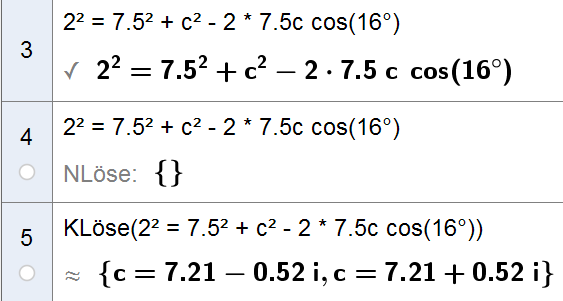 3
2² = 7.5² + c² - 2 * 7.5c cos(16°)
✓ 2² = 7.5² + c² − 2 · 7.5 c cos(16°)
4
2² = 7.5² + c² - 2 * 7.5c cos(16°)
NLöse: {}
5
KLöse(2² = 7.5² + c² - 2 * 7.5c cos(16°))
≈ {c = 7.21 − 0.52 i, c = 7.21 + 0.52 i}